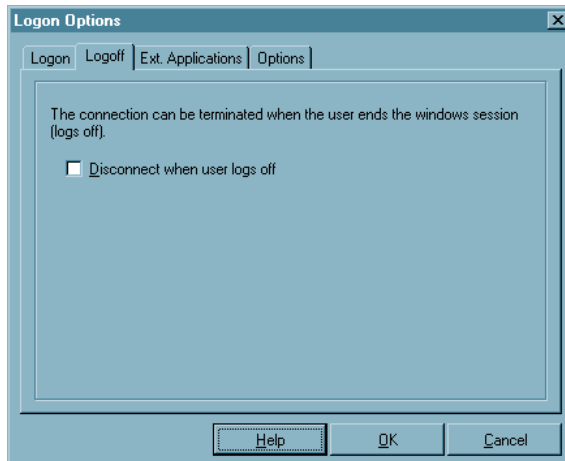 Logon Options
Logon Logoff Ext. Applications Options
The connection can be terminated when the user ends the windows session
(logs off).
Disconnect when user logs off
Help OK Cancel